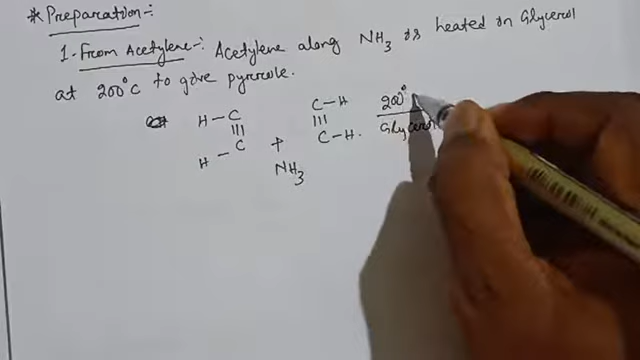 * Preparation:-
1. From Acetylene-: Acetylene along NH3 is heated in Glycerol
at 200°C to give pyrrole.
H-C C-H 200°
||| ||| Glycerol
H-C + C-H.
NH3